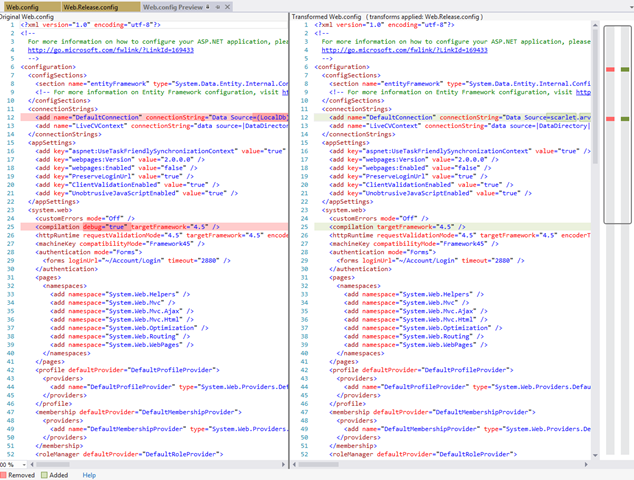 Web.config Web.Release.config Web.config Preview
Original Web.config
1 <?xml version="1.0" encoding="utf-8"?>
2 <!--
3 For more information on how to configure your ASP.NET application, please
4 http://go.microsoft.com/fwlink/?LinkId=169433
5 -->
6 <configuration>
7 <configSections>
8 <section name="entityFramework" type="System.Data.Entity.Internal.Conf
9 <!-- For more information on Entity Framework configuration, visit ht
10 </configSections>
11 <connectionStrings>
12 <add name="DefaultConnection" connectionString="Data Source=(LocalDb)
13 <add name="LiveCVContext" connectionString="data source=|DataDirectory
14 </connectionStrings>
15 <appSettings>
16 <add key="aspnet:UseTaskFriendlySynchronizationContext" value="true"
17 <add key="webpages:Version" value="2.0.0.0" />
18 <add key="webpages:Enabled" value="false" />
19 <add key="PreserveLoginUrl" value="true" />
20 <add key="ClientValidationEnabled" value="true" />
21 <add key="UnobtrusiveJavaScriptEnabled" value="true" />
22 </appSettings>
23 <system.web>
24 <customErrors mode="Off" />
25 <compilation debug="true" targetFramework="4.5" />
26 <httpRuntime requestValidationMode="4.5" targetFramework="4.5" encoder
27 <machineKey compatibilityMode="Framework45" />
28 <authentication mode="Forms">
29 <forms loginUrl="~/Account/Login" timeout="2880" />
30 </authentication>
31 <pages>
32 <namespaces>
33 <add namespace="System.Web.Helpers" />
34 <add namespace="System.Web.Mvc" />
35 <add namespace="System.Web.Mvc.Ajax" />
36 <add namespace="System.Web.Mvc.Html" />
37 <add namespace="System.Web.Optimization" />
38 <add namespace="System.Web.Routing" />
39 <add namespace="System.Web.WebPages" />
40 </namespaces>
41 </pages>
42 <profile defaultProvider="DefaultProfileProvider">
43 <providers>
44 <add name="DefaultProfileProvider" type="System.Web.Providers.Def
45 </providers>
46 </profile>
47 <membership defaultProvider="DefaultMembershipProvider">
48 <providers>
49 <add name="DefaultMembershipProvider" type="System.Web.Providers.
50 </providers>
51 </membership>
52 <roleManager defaultProvider="DefaultRoleProvider">
00 %
Removed Added Help
Transformed Web.config ( transforms applied: Web.Release.config )
1 <?xml version="1.0" encoding="utf-8"?>
2 <!--
3 For more information on how to configure your ASP.NET application, please
4 http://go.microsoft.com/fwlink/?LinkId=169433
5 -->
6 <configuration>
7 <configSections>
8 <section name="entityFramework" type="System.Data.Entity.Internal.Confi
9 <!-- For more information on Entity Framework configuration, visit htt
10 </configSections>
11 <connectionStrings>
12 <add name="DefaultConnection" connectionString="Data Source=scarlet.arv
13 <add name="LiveCVContext" connectionString="data source=|DataDirectory|
14 </connectionStrings>
15 <appSettings>
16 <add key="aspnet:UseTaskFriendlySynchronizationContext" value="true" /
17 <add key="webpages:Version" value="2.0.0.0" />
18 <add key="webpages:Enabled" value="false" />
19 <add key="PreserveLoginUrl" value="true" />
20 <add key="ClientValidationEnabled" value="true" />
21 <add key="UnobtrusiveJavaScriptEnabled" value="true" />
22 </appSettings>
23 <system.web>
24 <customErrors mode="Off" />
25 <compilation targetFramework="4.5" />
26 <httpRuntime requestValidationMode="4.5" targetFramework="4.5" encoderT
27 <machineKey compatibilityMode="Framework45" />
28 <authentication mode="Forms">
29 <forms loginUrl="~/Account/Login" timeout="2880" />
30 </authentication>
31 <pages>
32 <namespaces>
33 <add namespace="System.Web.Helpers" />
34 <add namespace="System.Web.Mvc" />
35 <add namespace="System.Web.Mvc.Ajax" />
36 <add namespace="System.Web.Mvc.Html" />
37 <add namespace="System.Web.Optimization" />
38 <add namespace="System.Web.Routing" />
39 <add namespace="System.Web.WebPages" />
40 </namespaces>
41 </pages>
42 <profile defaultProvider="DefaultProfileProvider">
43 <providers>
44 <add name="DefaultProfileProvider" type="System.Web.Providers.Defau
45 </providers>
46 </profile>
47 <membership defaultProvider="DefaultMembershipProvider">
48 <providers>
49 <add name="DefaultMembershipProvider" type="System.Web.Providers.De
50 </providers>
51 </membership>
52 <roleManager defaultProvider="DefaultRoleProvider">